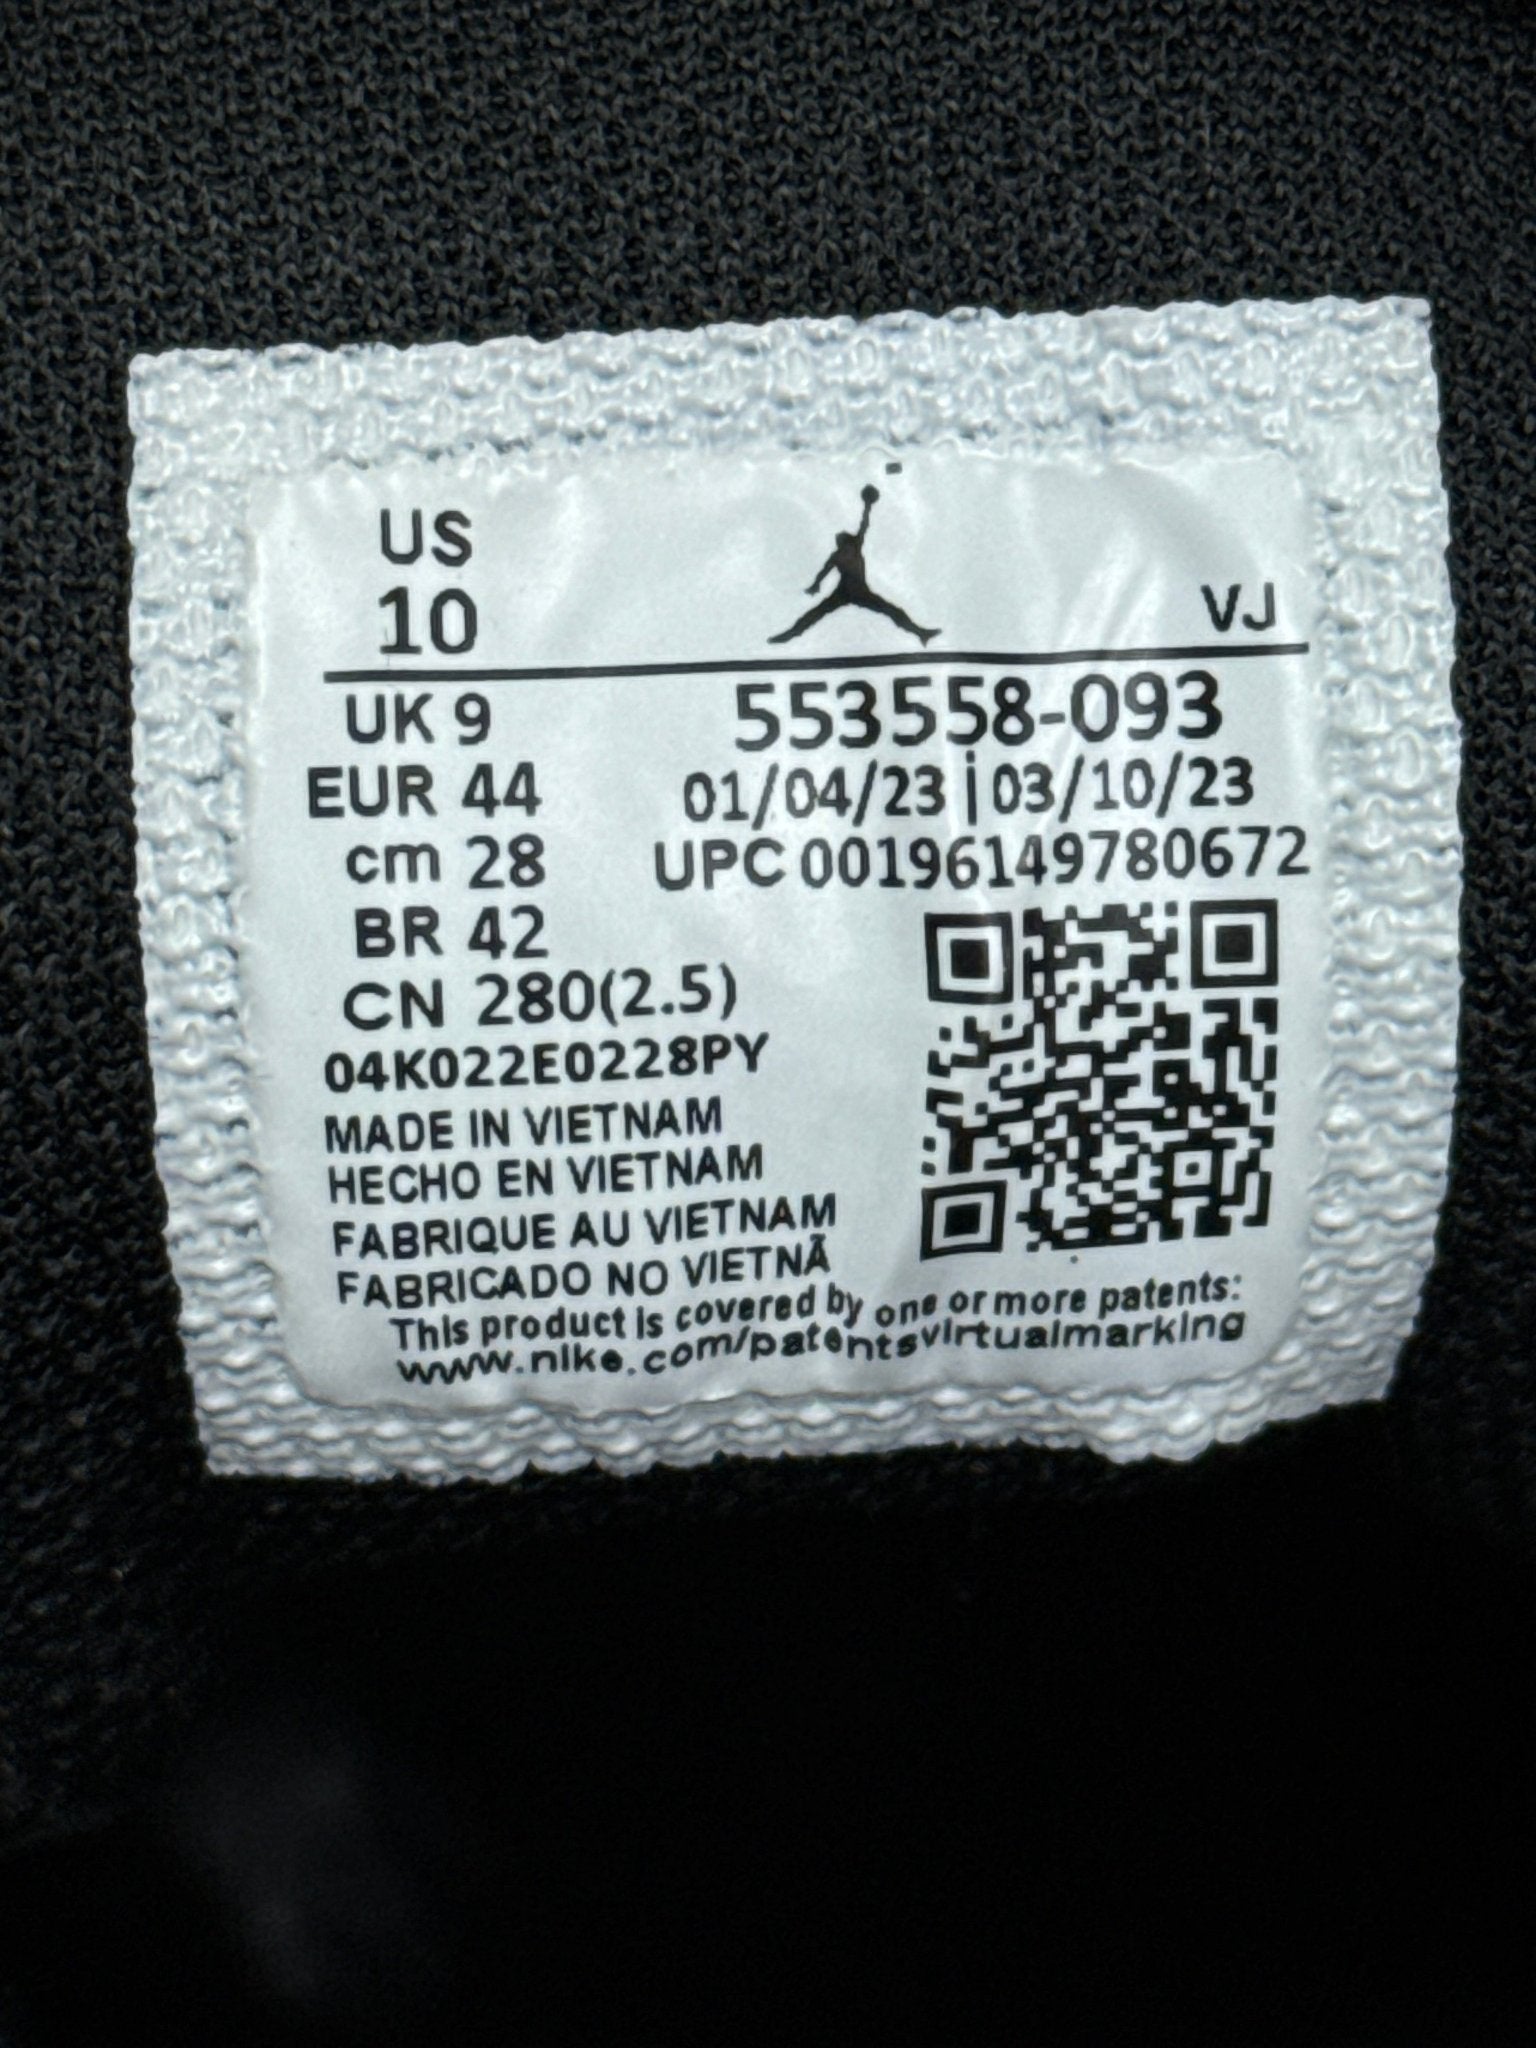 US
10
VJ
UK 9
553558-093
EUR 44
01/04/23 | 03/10/23
cm 28
UPC 00196149780672
BR 42
CN 280(2.5)
04K022E0228PY
MADE IN VIETNAM
HECHO EN VIETNAM
FABRIQUE AU VIETNAM
FABRICADO NO VIETNÃ
This product is covered by one or more patents:
www.nike.com/patentsvirtualmarking